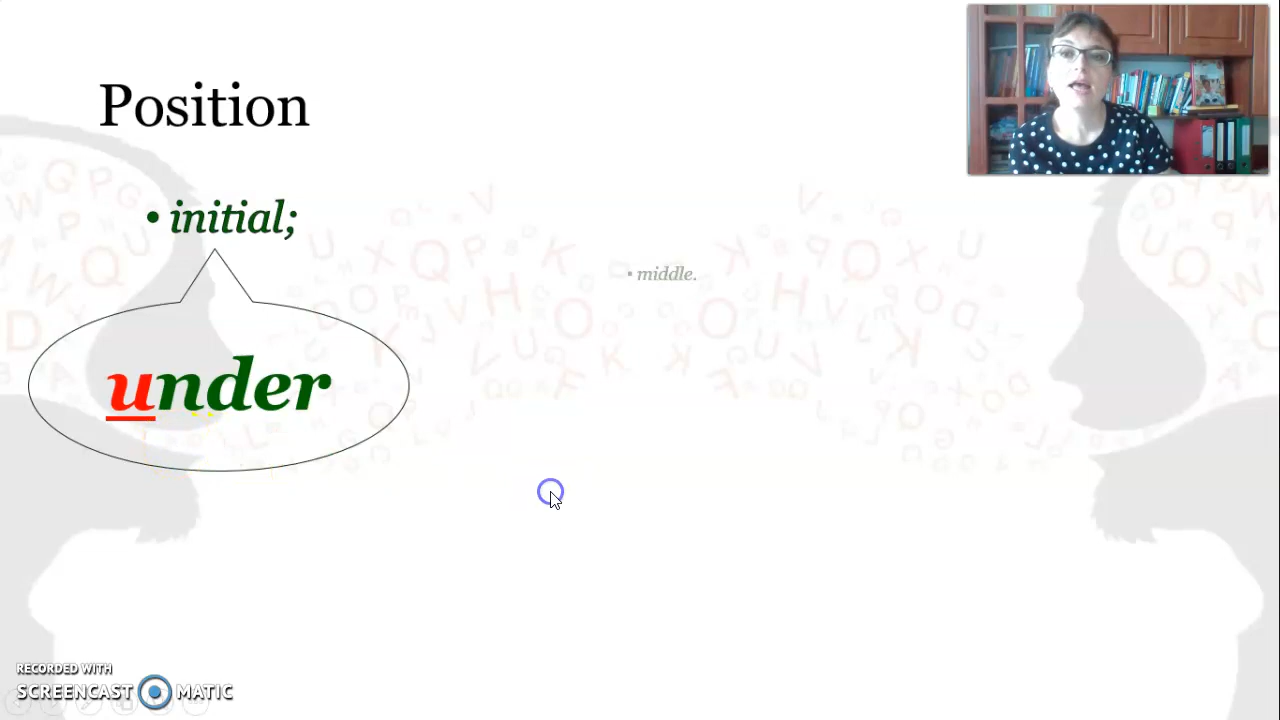 Position
• initial;
• middle.
under
RECORDED WITH
SCREENCAST MATIC